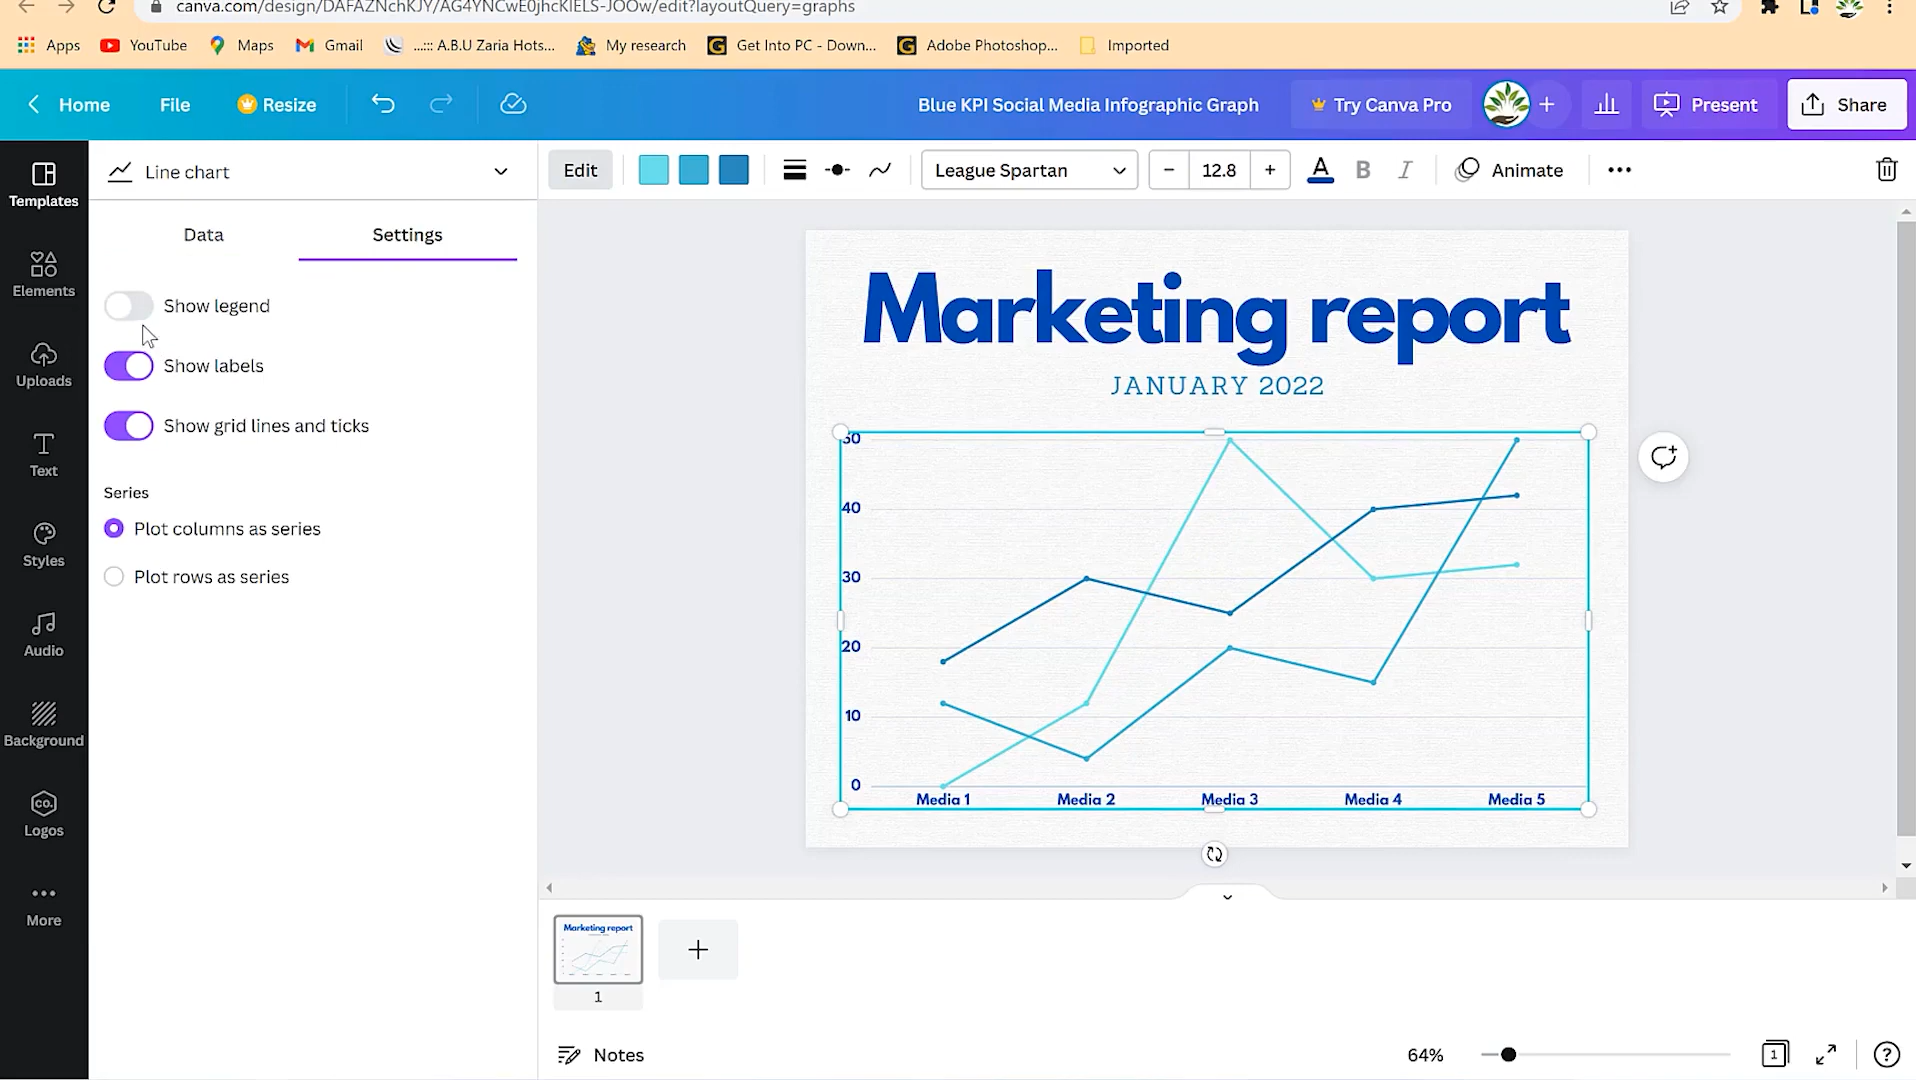 canva.com/design/DAFAZNchKJY/AG4YNCwE0jhcKlELS-JOOw/edit?layoutQuery=graphs
Apps YouTube Maps Gmail ...::: A.B.U Zaria Hots... My research Get Into PC - Down... Adobe Photoshop... Imported
Home File Resize Blue KPI Social Media Infographic Graph Try Canva Pro + Present Share
Line chart Edit League Spartan − 12.8 + A B I Animate
Templates
Data Settings
Elements
Show legend
Show labels
Show grid lines and ticks
Uploads
Series
Plot columns as series
Plot rows as series
Text
Styles
Audio
Background
CO.
Logos
More
Marketing report
JANUARY 2022
50
40
30
20
10
0
Media 1 Media 2 Media 3 Media 4 Media 5
Marketing report
1
Notes 64% 1 ?